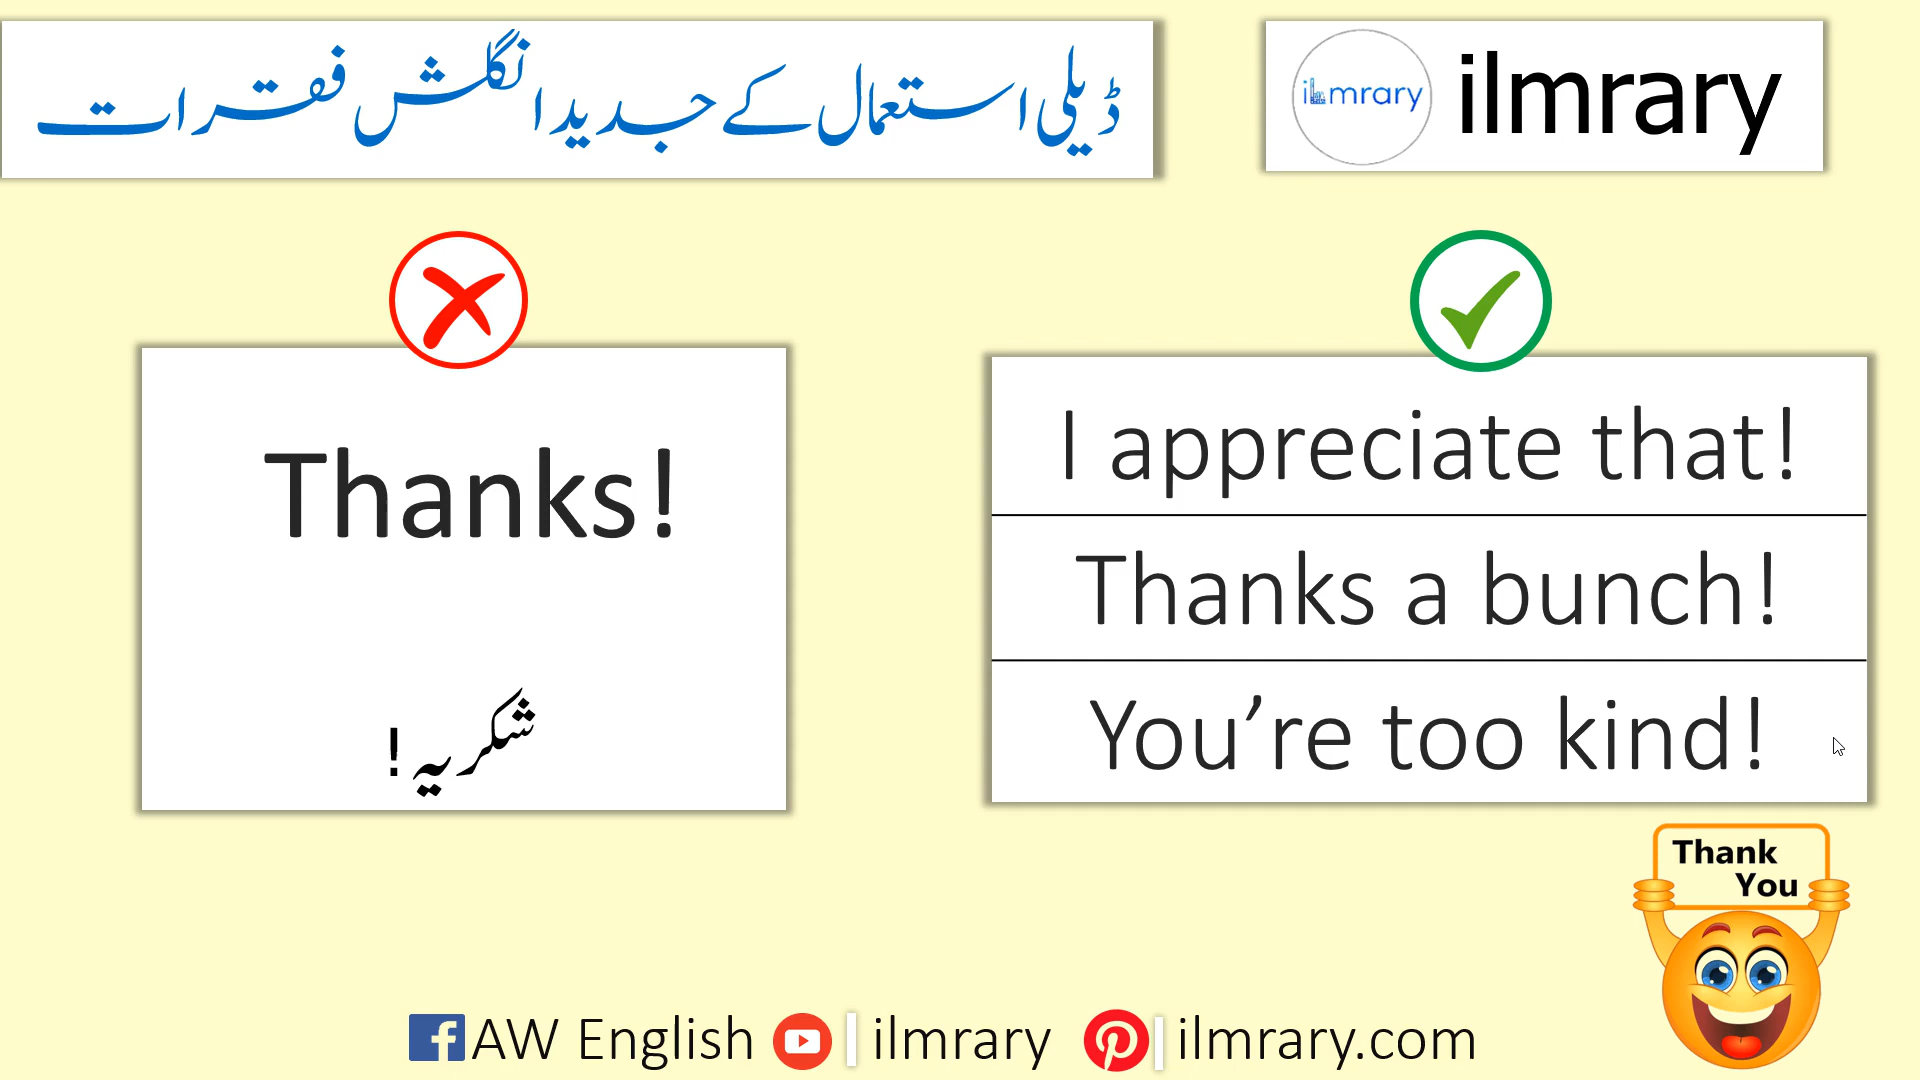 ڈیلی استعمال کے جدید انگلش فقرات
ilmrary
ilmrary
Thanks!
شکریہ!
I appreciate that!
Thanks a bunch!
You’re too kind!
Thank
You
AW English | ilmrary | ilmrary.com